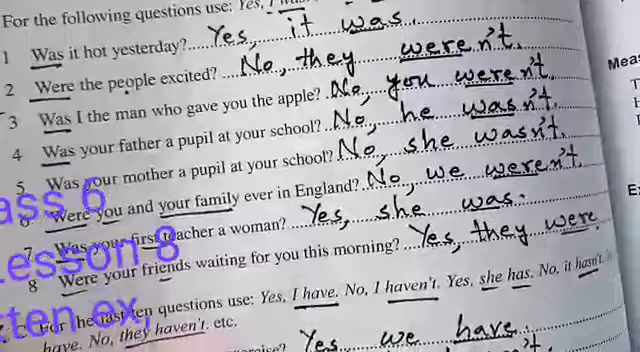 For the following questions use: Yes, I was
1 Was it hot yesterday? Yes, it was.
2 Were the people excited? No, they weren't.
3 Was I the man who gave you the apple? No, you weren't.
4 Was your father a pupil at your school? No, he wasn't.
5 Was your mother a pupil at your school? No, she wasn't.
6 Were you and your family ever in England? No, we weren't.
7 Was your first teacher a woman? Yes, she was.
8 Were your friends waiting for you this morning? Yes, they were
For the last ten questions use: Yes, I have. No, I haven't. Yes, she has. No, it hasn't.
have. No, they haven't. etc.
Yes we have
ass 6
esson 8
ten ex,
Meas